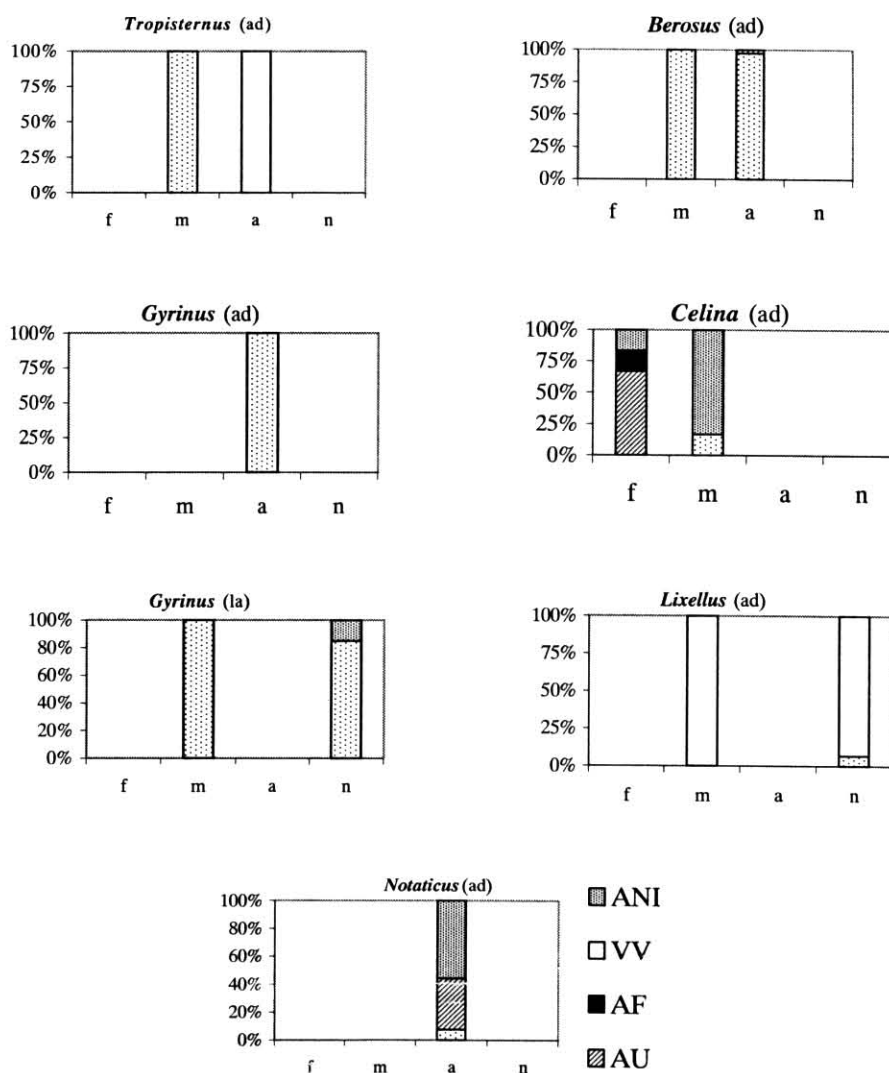 Tropisternus (ad)
100%
75%
50%
25%
0%
f m a n
Berosus (ad)
100%
75%
50%
25%
0%
f m a n
Gyrinus (ad)
100%
75%
50%
25%
0%
f m a n
Celina (ad)
100%
75%
50%
25%
0%
f m a n
Gyrinus (la)
100%
80%
60%
40%
20%
0%
f m a n
Lixellus (ad)
100%
75%
50%
25%
0%
f m a n
Notaticus (ad)
100%
80%
60%
40%
20%
0%
f m a n
ANI
VV
AF
AU